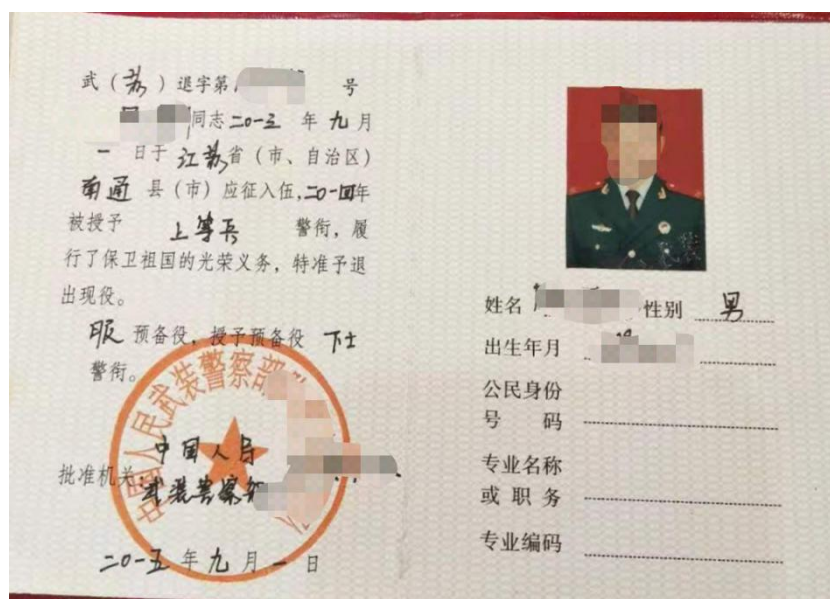 武（苏）退字第 号
同志二〇一三年九月
一日于江苏省（市、自治区）
南通县（市）应征入伍，二〇一四年
被授予 上等兵 警衔，履
行了保卫祖国的光荣义务，特准予退
出现役。
服预备役，授予预备役 下士
警衔。
中国人民武装警察部
批准机关：中国人民
武装警察部
二〇一五年九月一日
姓名 性别 男
出生年月
公民身份
号 码
专业名称
或 职 务
专业编码